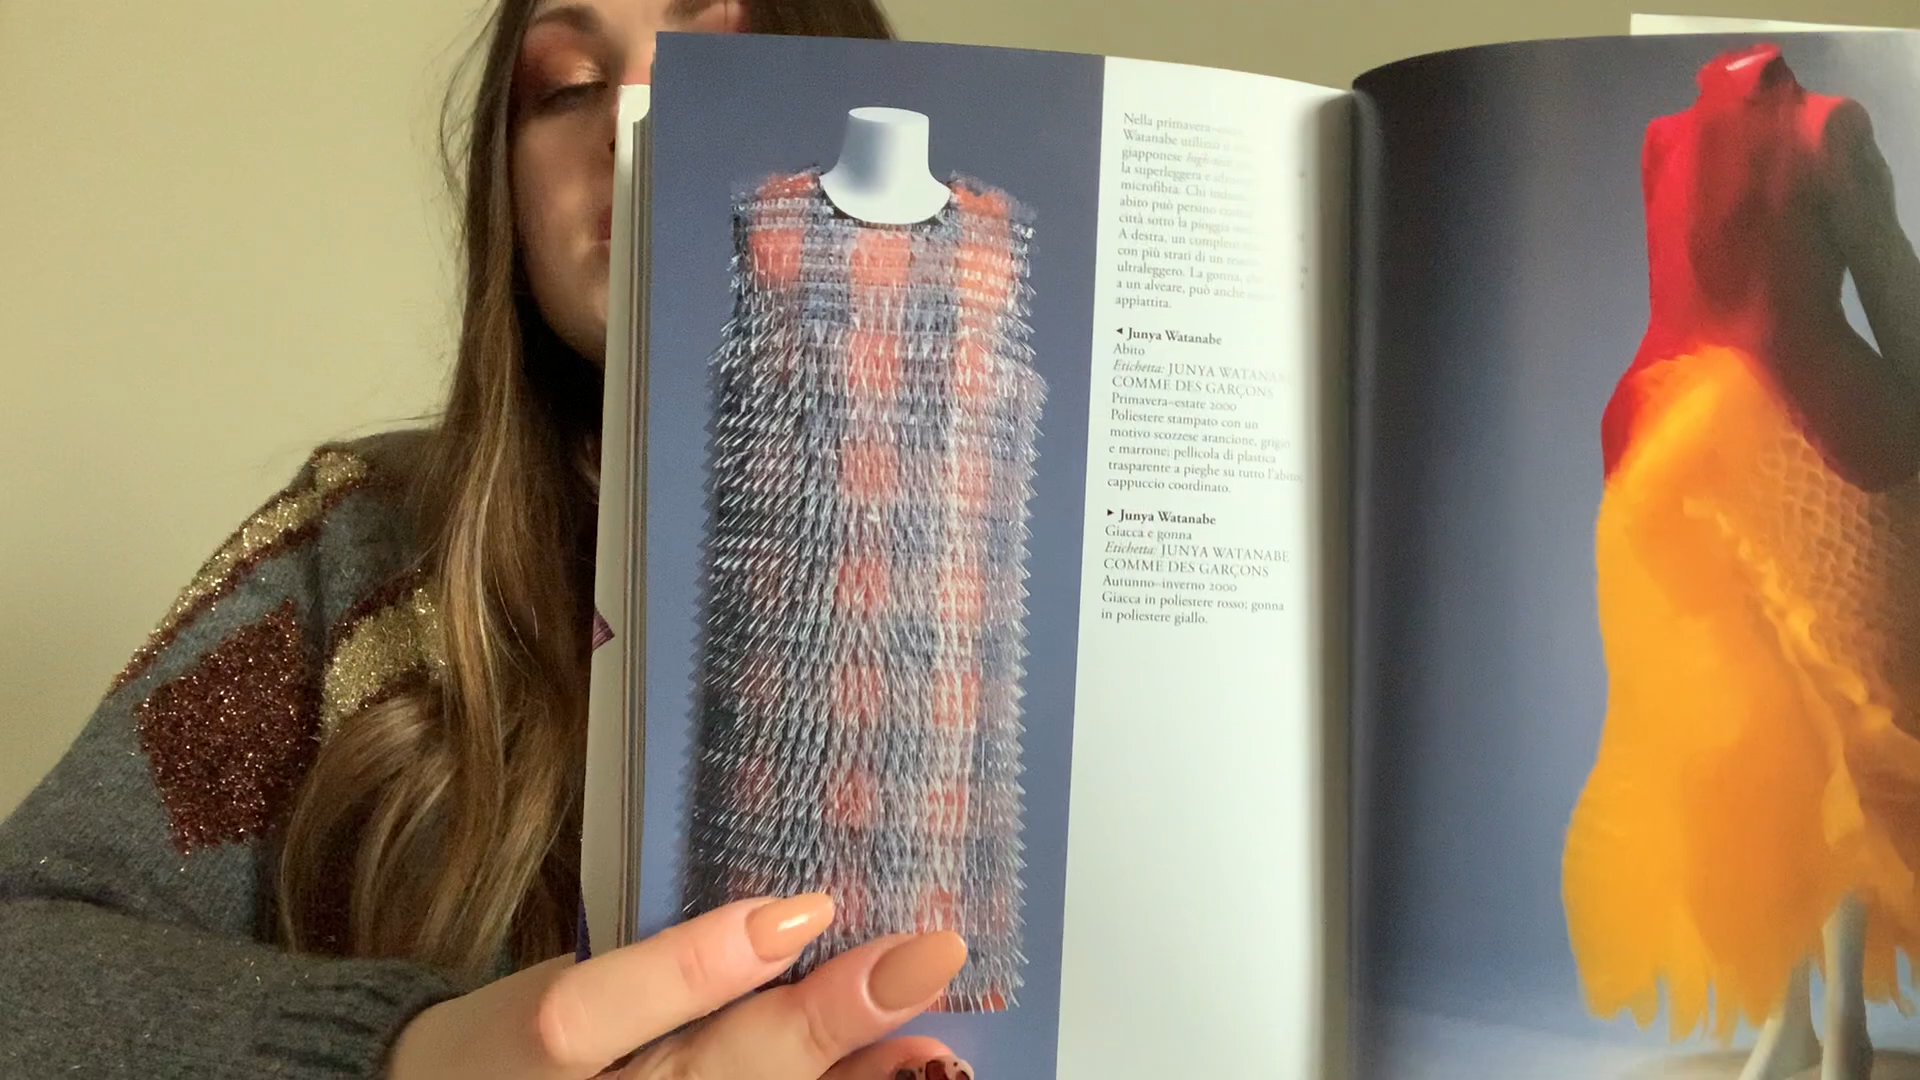 Nella primavera-
Watanabe utilizzò
giapponese high-tech
la superleggera e
microfibra. Chi
abito può persino
città sotto la pioggia
A destra, un completo
con più strati di un
ultraleggero. La gonna,
a un alveare, può anche
appiattita.
◄ Junya Watanabe
Abito
Etichetta: JUNYA WATANABE
COMME DES GARÇONS
Primavera–estate 2000
Poliestere stampato con un
motivo scozzese arancione, grigio
e marrone; pellicola di plastica
trasparente a pieghe su tutto l'abito;
cappuccio coordinato.
► Junya Watanabe
Giacca e gonna
Etichetta: JUNYA WATANABE
COMME DES GARÇONS
Autunno–inverno 2000
Giacca in poliestere rosso; gonna
in poliestere giallo.